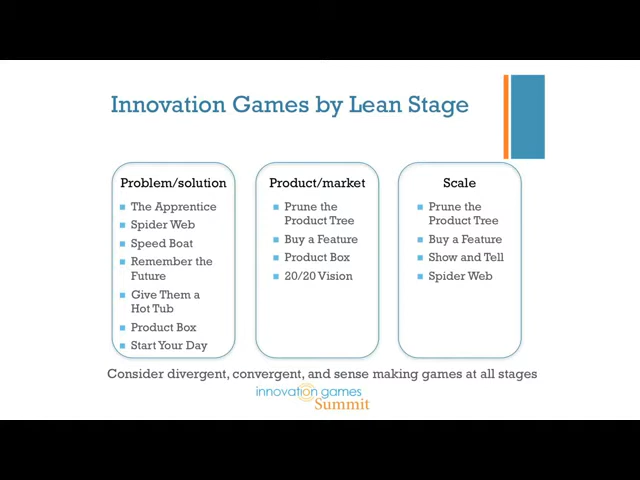 Innovation Games by Lean Stage
Problem/solution
The Apprentice
Spider Web
Speed Boat
Remember the
Future
Give Them a
Hot Tub
Product Box
Start Your Day
Product/market
Prune the
Product Tree
Buy a Feature
Product Box
20/20 Vision
Scale
Prune the
Product Tree
Buy a Feature
Show and Tell
Spider Web
Consider divergent, convergent, and sense making games at all stages
innovation games
Summit